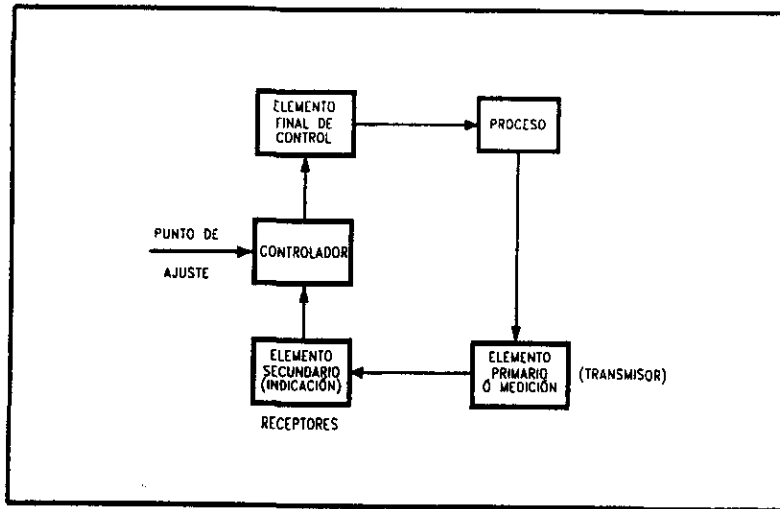 ELEMENTO
FINAL DE
CONTROL
PROCESO
PUNTO DE
AJUSTE
CONTROLADOR
ELEMENTO
SECUNDARIO
(INDICACIÓN)
RECEPTORES
ELEMENTO
PRIMARIO
Ó MEDICIÓN
(TRANSMISOR)